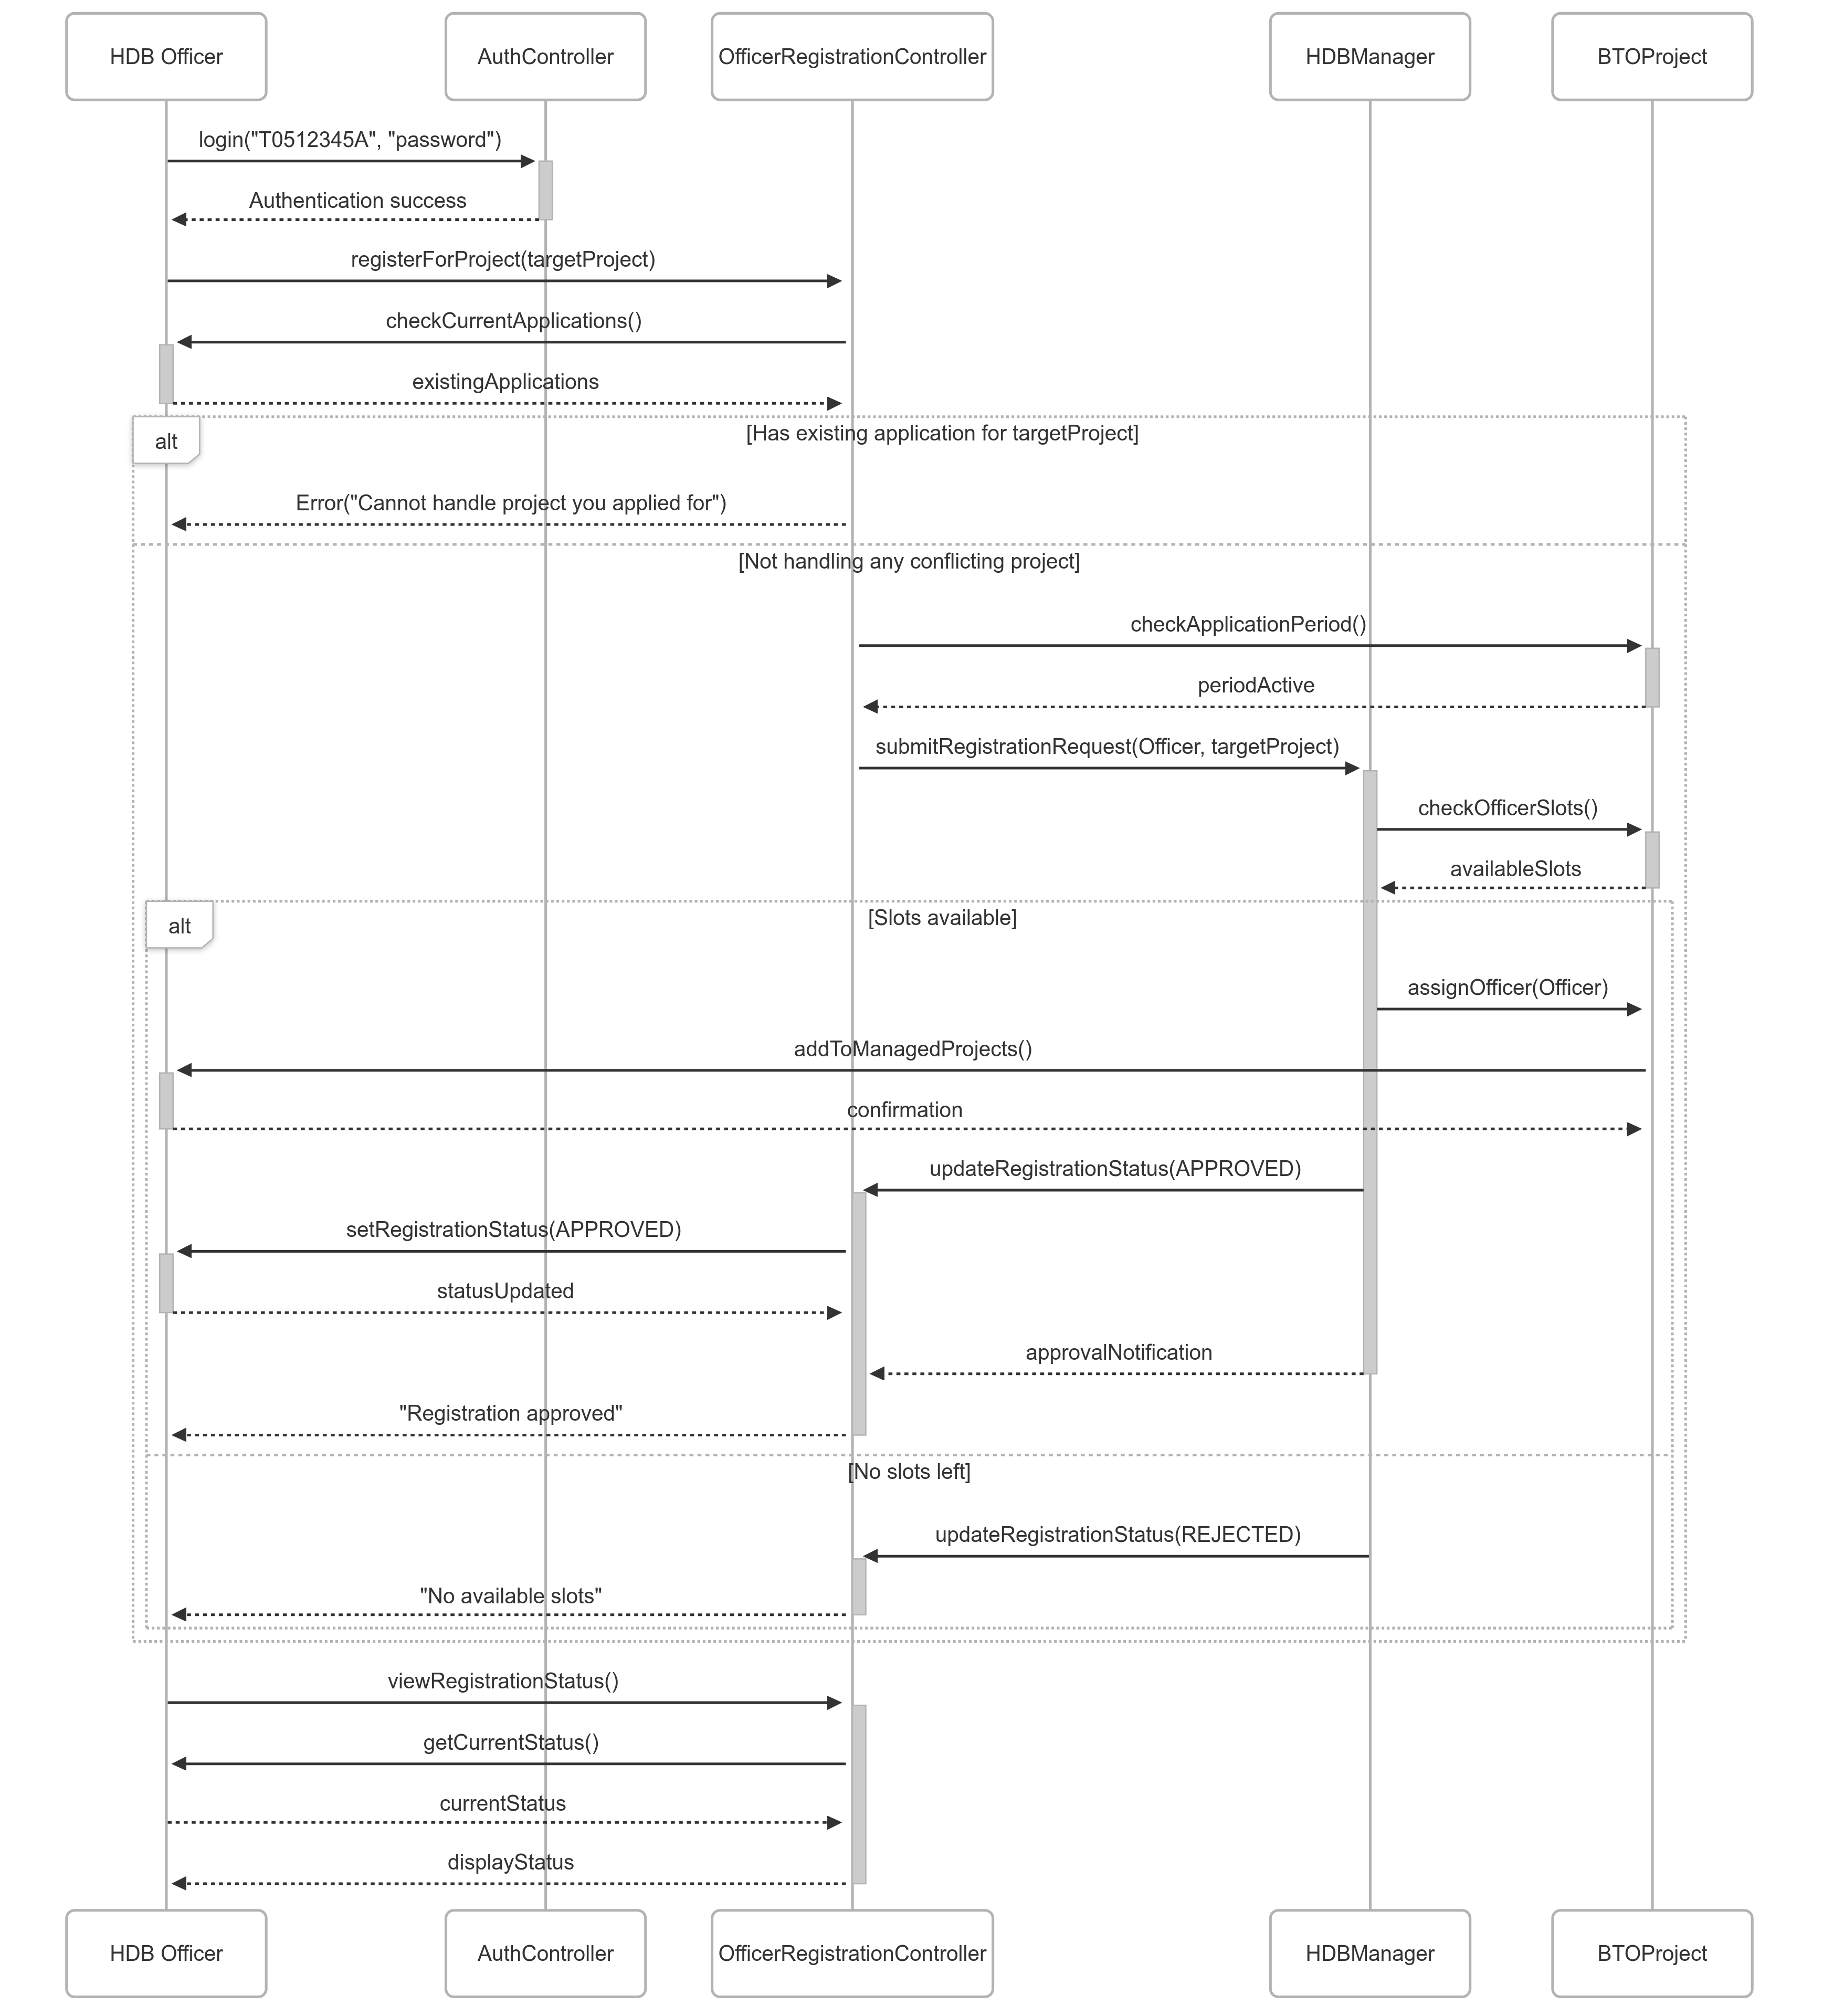 HDB Officer
AuthController
OfficerRegistrationController
HDBManager
BTOProject
login("T0512345A", "password")
Authentication success
registerForProject(targetProject)
checkCurrentApplications()
existingApplications
alt
[Has existing application for targetProject]
Error("Cannot handle project you applied for")
[Not handling any conflicting project]
checkApplicationPeriod()
periodActive
submitRegistrationRequest(Officer, targetProject)
checkOfficerSlots()
availableSlots
alt
[Slots available]
assignOfficer(Officer)
addToManagedProjects()
confirmation
updateRegistrationStatus(APPROVED)
setRegistrationStatus(APPROVED)
statusUpdated
approvalNotification
"Registration approved"
[No slots left]
updateRegistrationStatus(REJECTED)
"No available slots"
viewRegistrationStatus()
getCurrentStatus()
currentStatus
displayStatus
HDB Officer
AuthController
OfficerRegistrationController
HDBManager
BTOProject